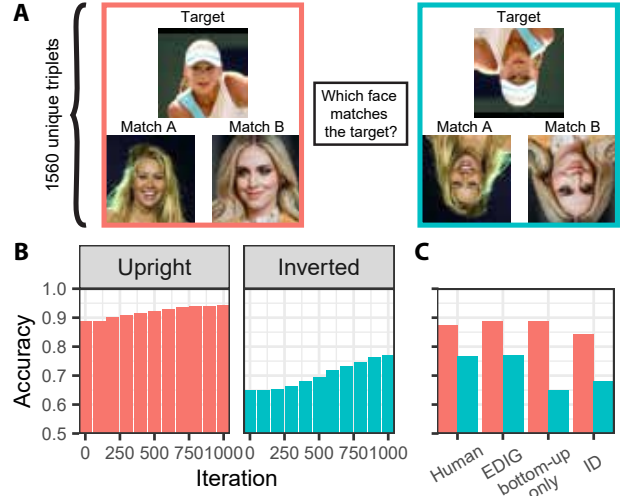 A
1560 unique triplets
Target
Match A
Match B
Which face
matches
the target?
Target
Match A
Match B
B
Upright
Inverted
Accuracy
1.0
0.9
0.8
0.7
0.6
0.5
0 250 500 750 1000
0 250 500 750 1000
Iteration
C
Human
EDIG
bottom-up
only
ID